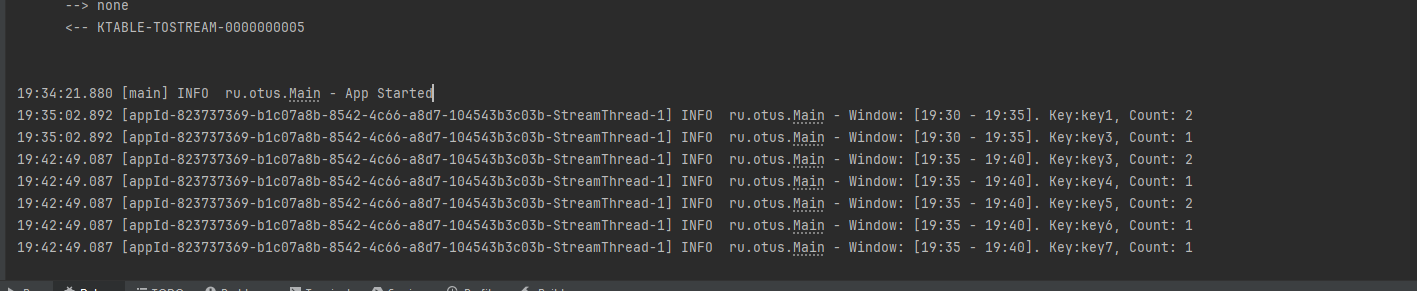 --> none
<-- KTABLE-TOSTREAM-0000000005
19:34:21.880 [main] INFO  ru.otus.Main - App Started
19:35:02.892 [appId-823737369-b1c07a8b-8542-4c66-a8d7-104543b3c03b-StreamThread-1] INFO  ru.otus.Main - Window: [19:30 - 19:35]. Key:key1, Count: 2
19:35:02.892 [appId-823737369-b1c07a8b-8542-4c66-a8d7-104543b3c03b-StreamThread-1] INFO  ru.otus.Main - Window: [19:30 - 19:35]. Key:key3, Count: 1
19:42:49.087 [appId-823737369-b1c07a8b-8542-4c66-a8d7-104543b3c03b-StreamThread-1] INFO  ru.otus.Main - Window: [19:35 - 19:40]. Key:key3, Count: 2
19:42:49.087 [appId-823737369-b1c07a8b-8542-4c66-a8d7-104543b3c03b-StreamThread-1] INFO  ru.otus.Main - Window: [19:35 - 19:40]. Key:key4, Count: 1
19:42:49.087 [appId-823737369-b1c07a8b-8542-4c66-a8d7-104543b3c03b-StreamThread-1] INFO  ru.otus.Main - Window: [19:35 - 19:40]. Key:key5, Count: 2
19:42:49.087 [appId-823737369-b1c07a8b-8542-4c66-a8d7-104543b3c03b-StreamThread-1] INFO  ru.otus.Main - Window: [19:35 - 19:40]. Key:key6, Count: 1
19:42:49.087 [appId-823737369-b1c07a8b-8542-4c66-a8d7-104543b3c03b-StreamThread-1] INFO  ru.otus.Main - Window: [19:35 - 19:40]. Key:key7, Count: 1